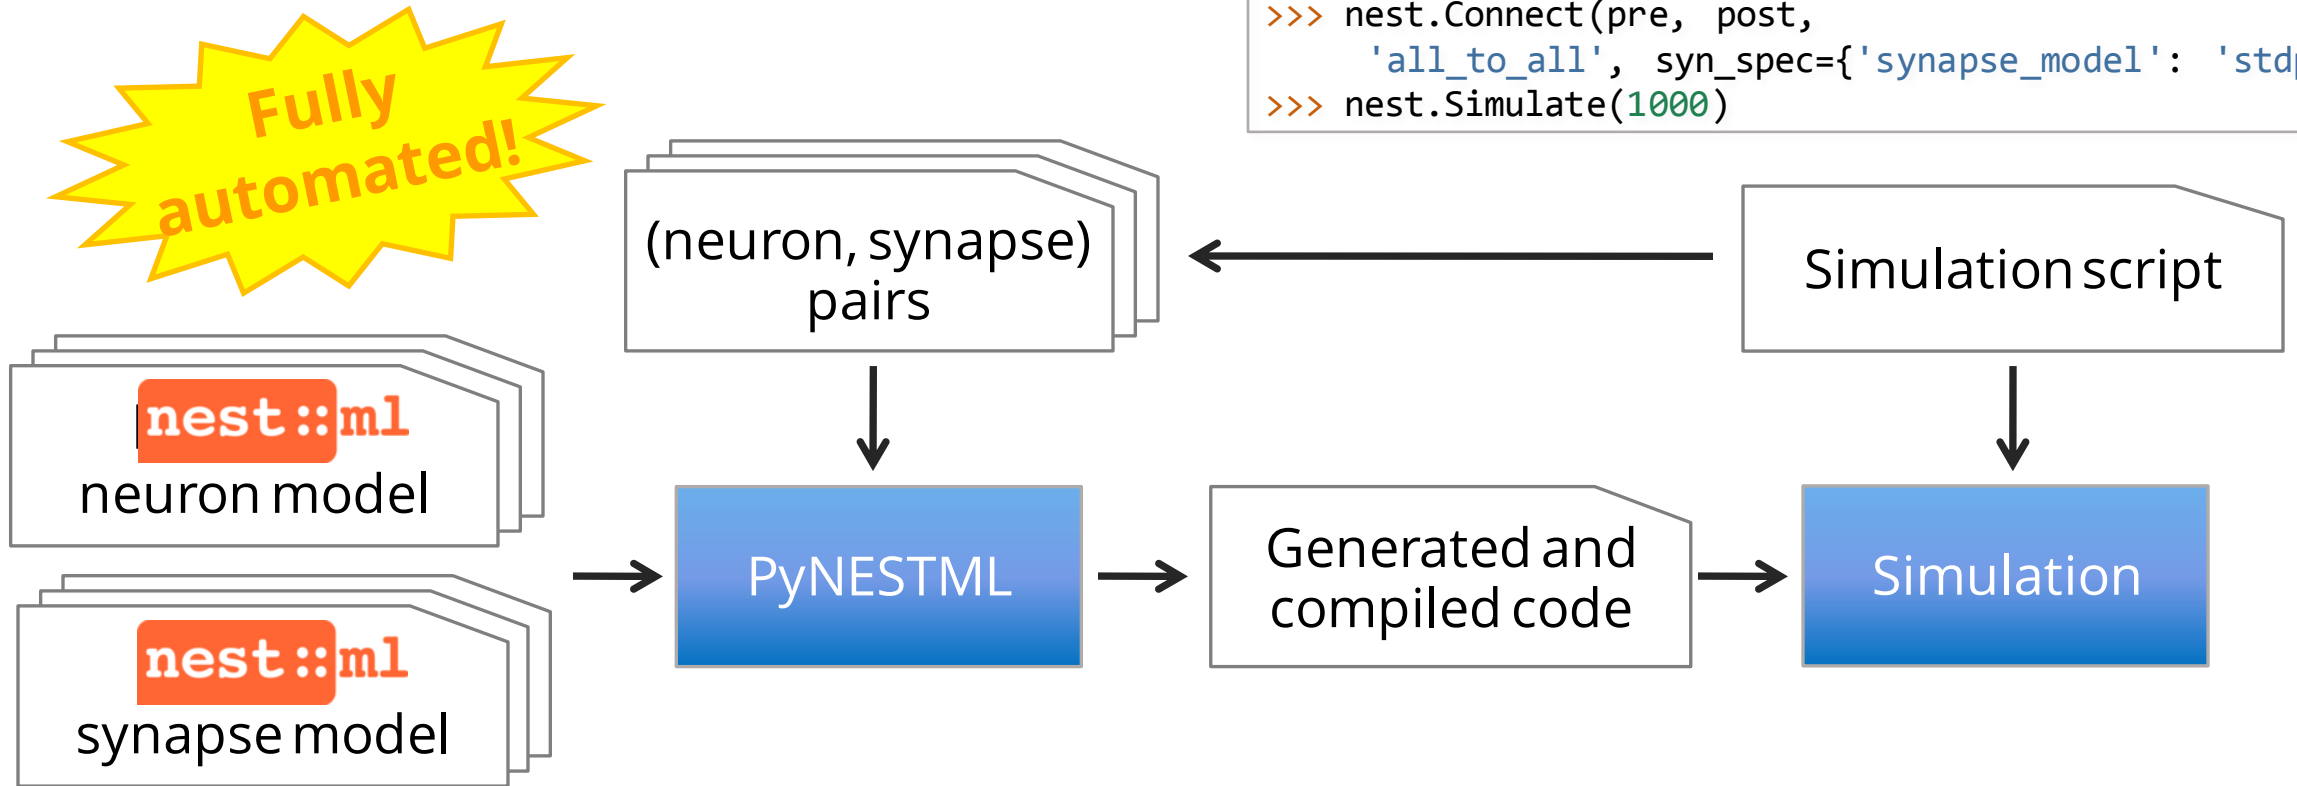 >>> nest.Connect(pre, post,
'all_to_all', syn_spec={'synapse_model': 'stdp
>>> nest.Simulate(1000)
Fully
automated!
(neuron, synapse)
pairs
Simulation script
nest::ml
neuron model
PyNESTML
Generated and
compiled code
Simulation
nest::ml
synapse model